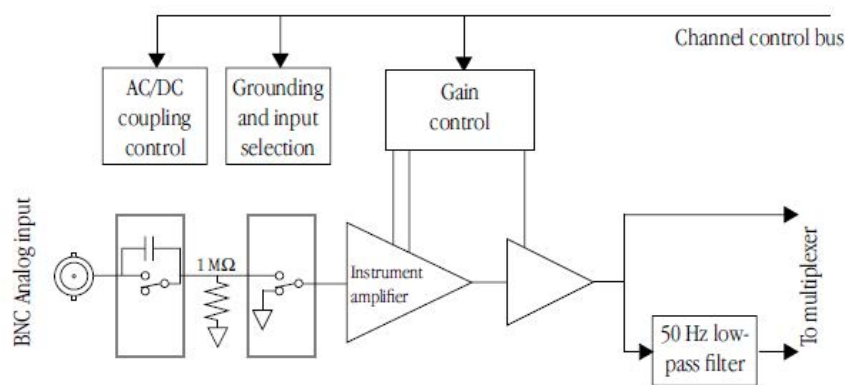 Channel control bus
AC/DC
coupling
control
Grounding
and input
selection
Gain
control
BNC Analog input
1 MΩ
Instrument
amplifier
50 Hz low-
pass filter
To multiplexer